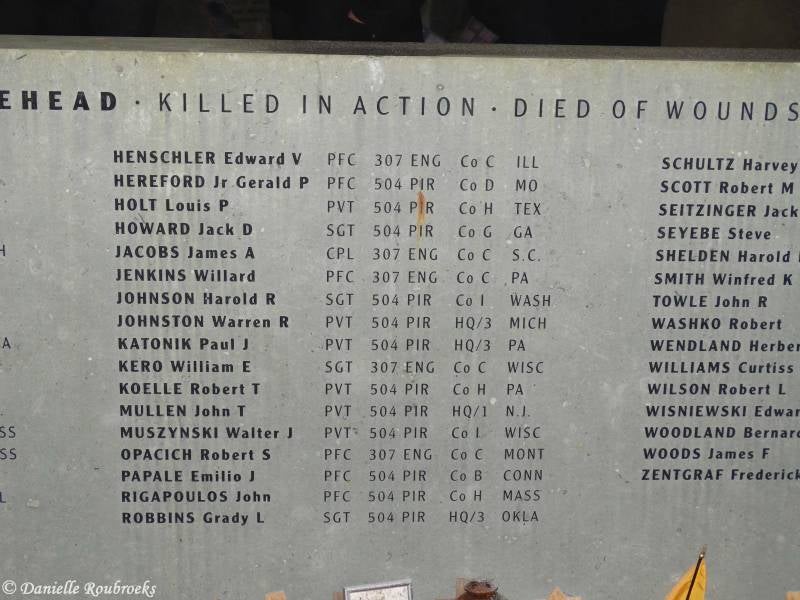 EHEAD · KILLED IN ACTION · DIED OF WOUNDS
HENSCHLER Edward V PFC 307 ENG Co C ILL
HEREFORD Jr Gerald P PFC 504 PIR Co D MO
HOLT Louis P PVT 504 PIR Co H TEX
HOWARD Jack D SGT 504 PIR Co G GA
JACOBS James A CPL 307 ENG Co C S.C.
JENKINS Willard PFC 307 ENG Co C PA
JOHNSON Harold R SGT 504 PIR Co I WASH
JOHNSTON Warren R PVT 504 PIR HQ/3 MICH
KATONIK Paul J PVT 504 PIR HQ/3 PA
KERO William E SGT 307 ENG Co C WISC
KOELLE Robert T PVT 504 PIR Co H PA
MULLEN John T PVT 504 PIR HQ/1 N.J.
MUSZYNSKI Walter J PVT 504 PIR Co I WISC
OPACICH Robert S PFC 307 ENG Co C MONT
PAPALE Emilio J PFC 504 PIR Co B CONN
RIGAPOULOS John PFC 504 PIR Co H MASS
ROBBINS Grady L SGT 504 PIR HQ/3 OKLA
SCHULTZ Harvey
SCOTT Robert M
SEITZINGER Jack
SEYEBE Steve
SHELDEN Harold
SMITH Winfred K
TOWLE John R
WASHKO Robert
WENDLAND Herber
WILLIAMS Curtiss
WILSON Robert L
WISNIEWSKI Edwar
WOODLAND Bernard
WOODS James F
ZENTGRAF Frederick
© Danielle Roubroeks